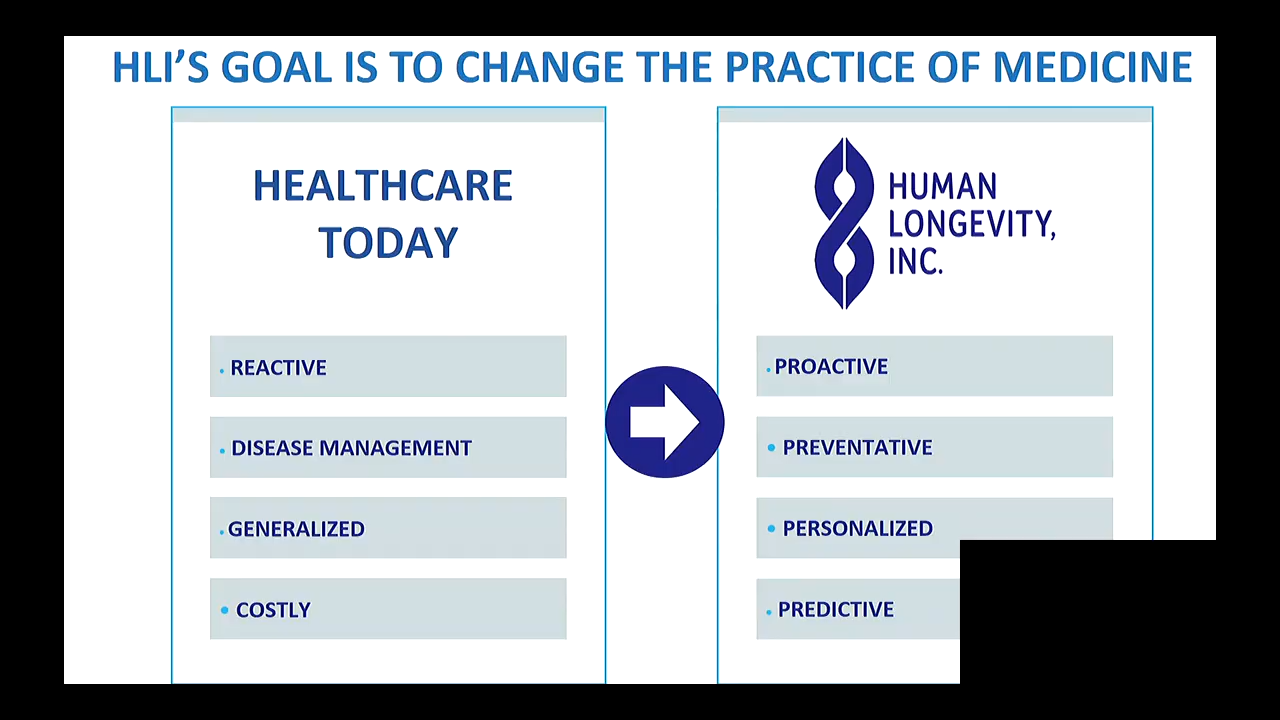 HLI'S GOAL IS TO CHANGE THE PRACTICE OF MEDICINE
HEALTHCARE
TODAY
• REACTIVE
• DISEASE MANAGEMENT
• GENERALIZED
• COSTLY
HUMAN
LONGEVITY,
INC.
• PROACTIVE
• PREVENTATIVE
• PERSONALIZED
• PREDICTIVE